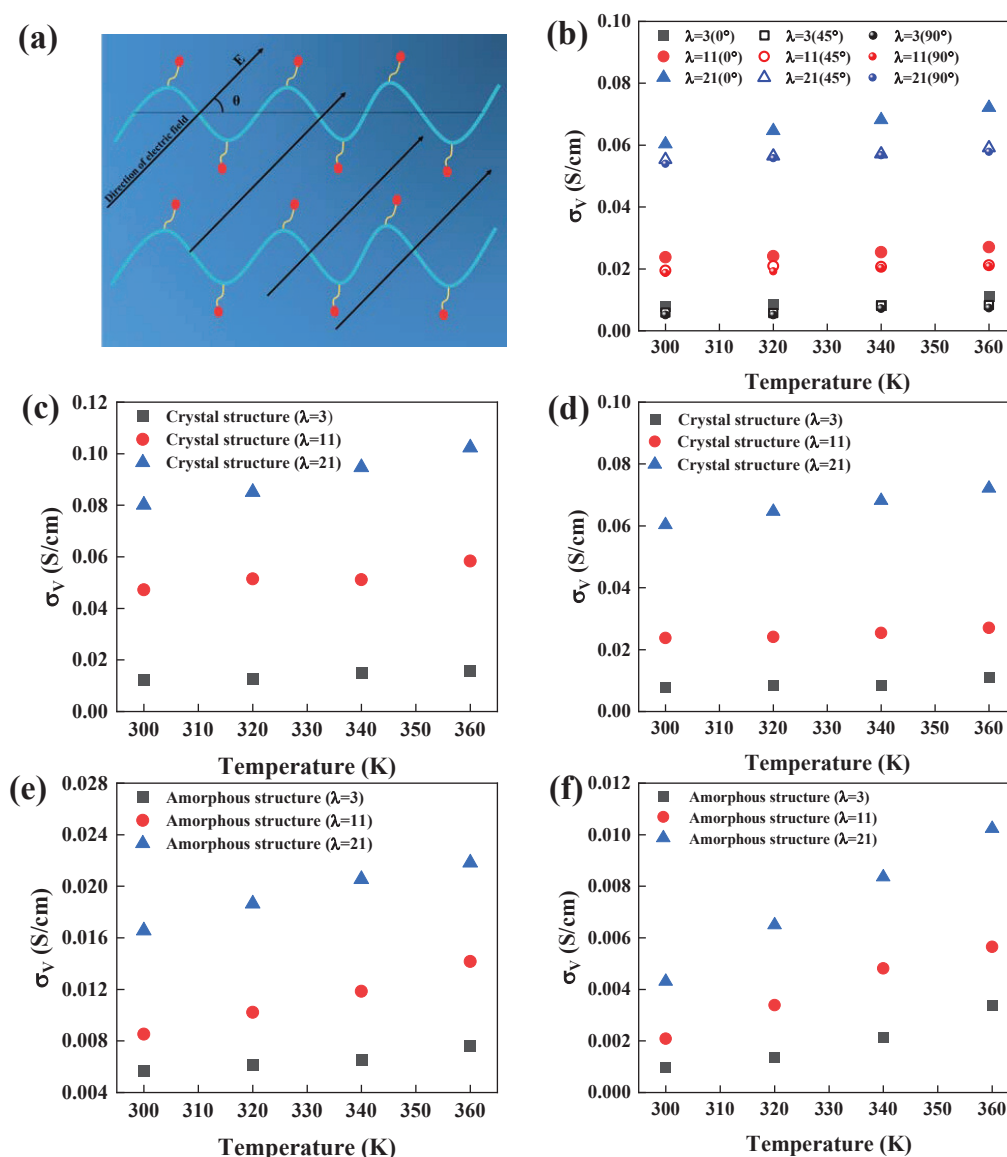 (a)
E
θ
Direction of electric field
(b)
λ=3(0°) λ=3(45°) λ=3(90°)
λ=11(0°) λ=11(45°) λ=11(90°)
λ=21(0°) λ=21(45°) λ=21(90°)
0.10
0.08
0.06
0.04
0.02
0.00
σV (S/cm)
300 310 320 330 340 350 360
Temperature (K)
(c)
Crystal structure (λ=3)
Crystal structure (λ=11)
Crystal structure (λ=21)
0.12
0.10
0.08
0.06
0.04
0.02
0.00
σV (S/cm)
300 310 320 330 340 350 360
Temperature (K)
(d)
Crystal structure (λ=3)
Crystal structure (λ=11)
Crystal structure (λ=21)
0.10
0.08
0.06
0.04
0.02
0.00
σV (S/cm)
300 310 320 330 340 350 360
Temperature (K)
(e)
Amorphous structure (λ=3)
Amorphous structure (λ=11)
Amorphous structure (λ=21)
0.028
0.024
0.020
0.016
0.012
0.008
0.004
σV (S/cm)
300 310 320 330 340 350 360
Temperature (K)
(f)
Amorphous structure (λ=3)
Amorphous structure (λ=11)
Amorphous structure (λ=21)
0.012
0.010
0.008
0.006
0.004
0.002
0.000
σV (S/cm)
300 310 320 330 340 350 360
Temperature (K)